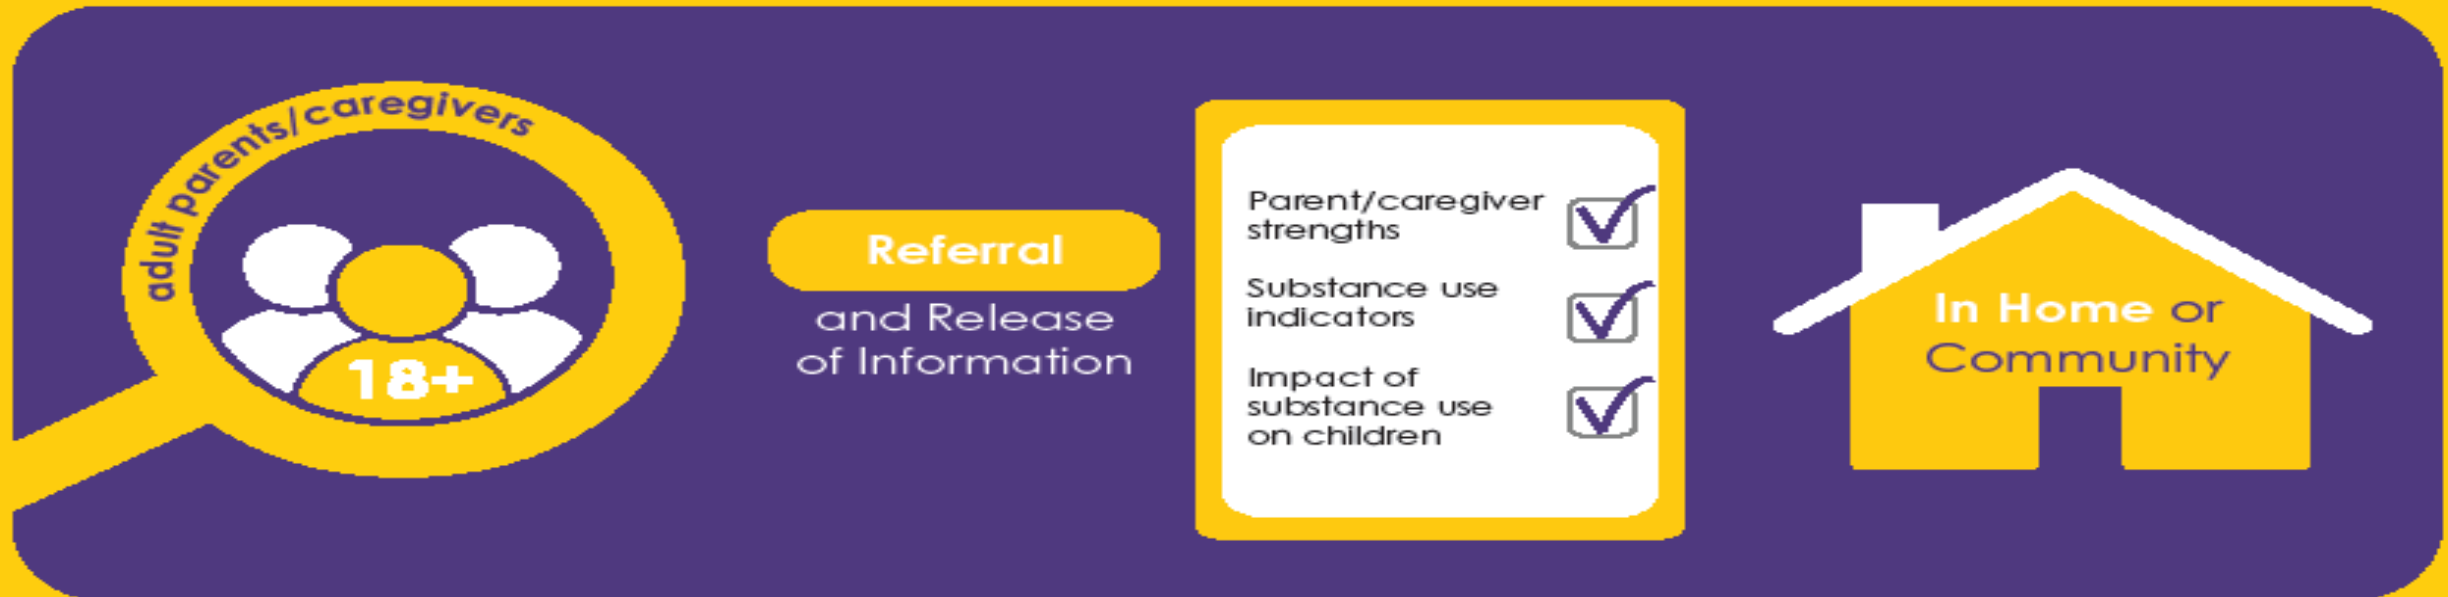 adult parents/caregivers
18+
Referral
and Release
of Information
Parent/caregiver
strengths
Substance use
indicators
Impact of
substance use
on children
In Home or
Community